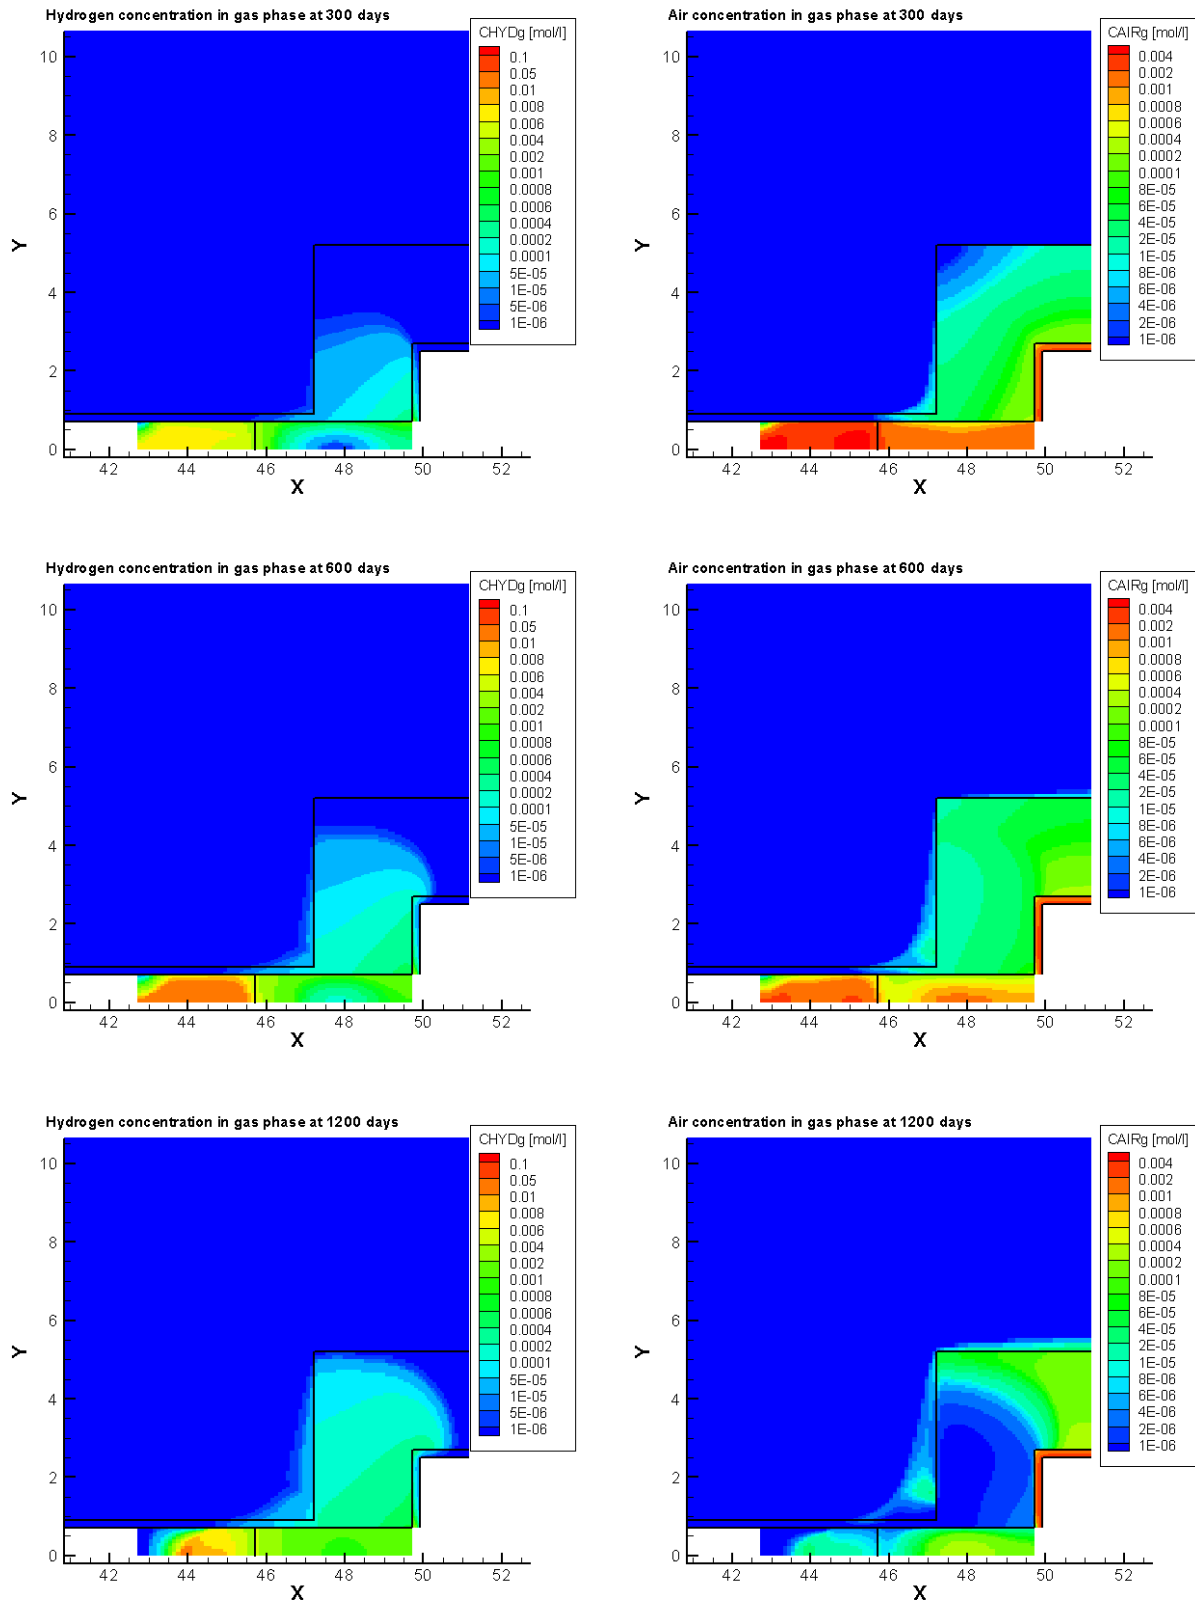 Hydrogen concentration in gas phase at 300 days
CHYDg [mol/l]
0.1
0.05
0.01
0.008
0.006
0.004
0.002
0.001
0.0008
0.0006
0.0004
0.0002
0.0001
5E-05
1E-05
5E-06
1E-06
10
8
6
4
2
0
Y
42 44 46 48 50 52
X
Air concentration in gas phase at 300 days
CAIRg [mol/l]
0.004
0.002
0.001
0.0008
0.0006
0.0004
0.0002
0.0001
8E-05
6E-05
4E-05
2E-05
1E-05
8E-06
6E-06
4E-06
2E-06
1E-06
10
8
6
4
2
0
Y
42 44 46 48 50 52
X
Hydrogen concentration in gas phase at 600 days
CHYDg [mol/l]
0.1
0.05
0.01
0.008
0.006
0.004
0.002
0.001
0.0008
0.0006
0.0004
0.0002
0.0001
5E-05
1E-05
5E-06
1E-06
10
8
6
4
2
0
Y
42 44 46 48 50 52
X
Air concentration in gas phase at 600 days
CAIRg [mol/l]
0.004
0.002
0.001
0.0008
0.0006
0.0004
0.0002
0.0001
8E-05
6E-05
4E-05
2E-05
1E-05
8E-06
6E-06
4E-06
2E-06
1E-06
10
8
6
4
2
0
Y
42 44 46 48 50 52
X
Hydrogen concentration in gas phase at 1200 days
CHYDg [mol/l]
0.1
0.05
0.01
0.008
0.006
0.004
0.002
0.001
0.0008
0.0006
0.0004
0.0002
0.0001
5E-05
1E-05
5E-06
1E-06
10
8
6
4
2
0
Y
42 44 46 48 50 52
X
Air concentration in gas phase at 1200 days
CAIRg [mol/l]
0.004
0.002
0.001
0.0008
0.0006
0.0004
0.0002
0.0001
8E-05
6E-05
4E-05
2E-05
1E-05
8E-06
6E-06
4E-06
2E-06
1E-06
10
8
6
4
2
0
Y
42 44 46 48 50 52
X